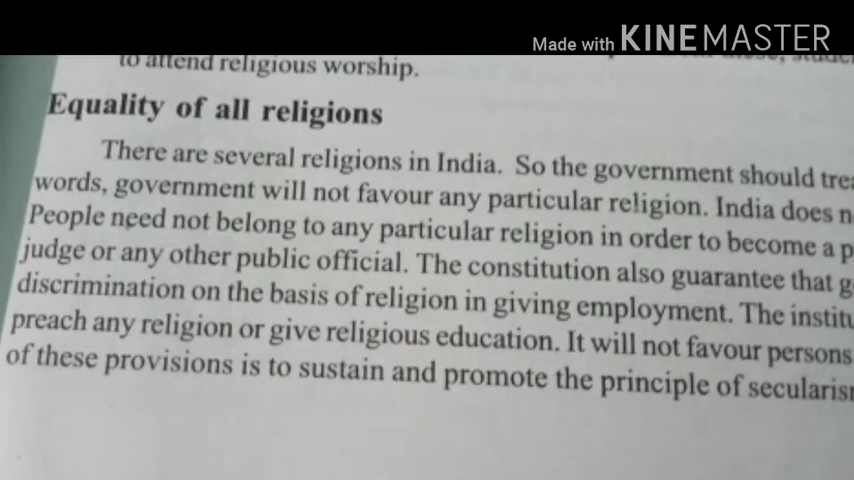 Made with KINEMASTER
to attend religious worship.
Equality of all religions
There are several religions in India. So the government should
words, government will not favour any particular religion. India does
People need not belong to any particular religion in order to become a
judge or any other public official. The constitution also guarantee that
discrimination on the basis of religion in giving employment. The
preach any religion or give religious education. It will not favour persons
of these provisions is to sustain and promote the principle of